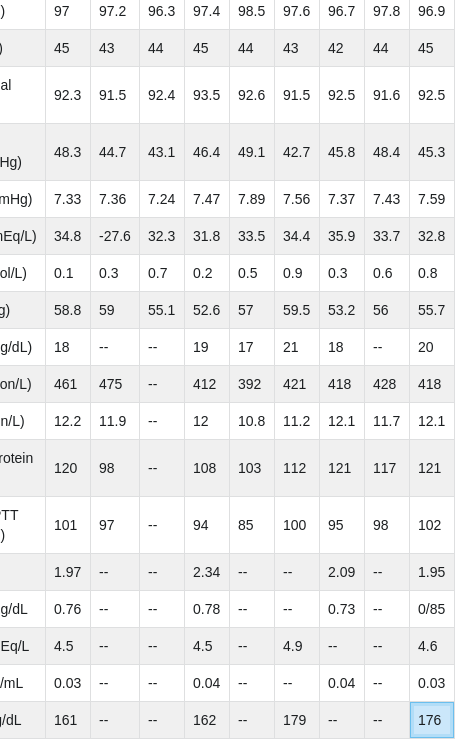 ) 97 97.2 96.3 97.4 98.5 97.6 96.7 97.8 96.9
) 45 43 44 45 44 43 42 44 45
al
92.3 91.5 92.4 93.5 92.6 91.5 92.5 91.6 92.5
48.3 44.7 43.1 46.4 49.1 42.7 45.8 48.4 45.3
Hg)
mHg) 7.33 7.36 7.24 7.47 7.89 7.56 7.37 7.43 7.59
nEq/L) 34.8 -27.6 32.3 31.8 33.5 34.4 35.9 33.7 32.8
ol/L) 0.1 0.3 0.7 0.2 0.5 0.9 0.3 0.6 0.8
g) 58.8 59 55.1 52.6 57 59.5 53.2 56 55.7
g/dL) 18 -- -- 19 17 21 18 -- 20
on/L) 461 475 -- 412 392 421 418 428 418
n/L) 12.2 11.9 -- 12 10.8 11.2 12.1 11.7 12.1
rotein
120 98 -- 108 103 112 121 117 121
PTT
101 97 -- 94 85 100 95 98 102
)
1.97 -- -- 2.34 -- -- 2.09 -- 1.95
g/dL 0.76 -- -- 0.78 -- -- 0.73 -- 0/85
Eq/L 4.5 -- -- 4.5 -- 4.9 -- -- 4.6
/mL 0.03 -- -- 0.04 -- -- 0.04 -- 0.03
g/dL 161 -- -- 162 -- 179 -- -- 176